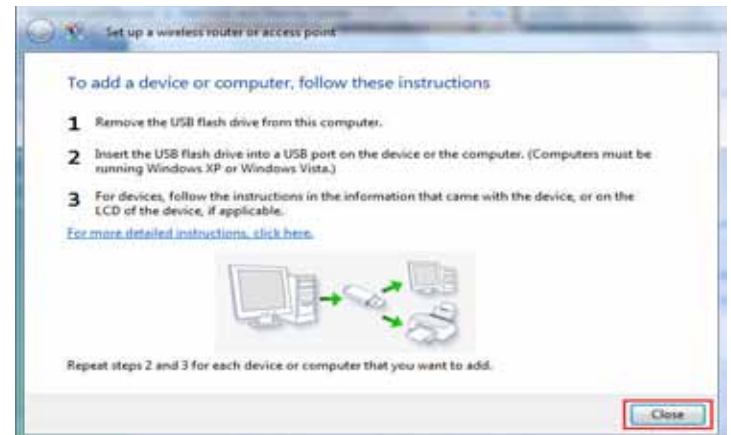 Set up a wireless router or access point
To add a device or computer, follow these instructions
1 Remove the USB flash drive from this computer.
2 Insert the USB flash drive into a USB port on the device or the computer. (Computers must be
running Windows XP or Windows Vista.)
3 For devices, follow the instructions in the information that came with the device, or on the
LCD of the device, if applicable.
For more detailed instructions, click here.
Repeat steps 2 and 3 for each device or computer that you want to add.
Close